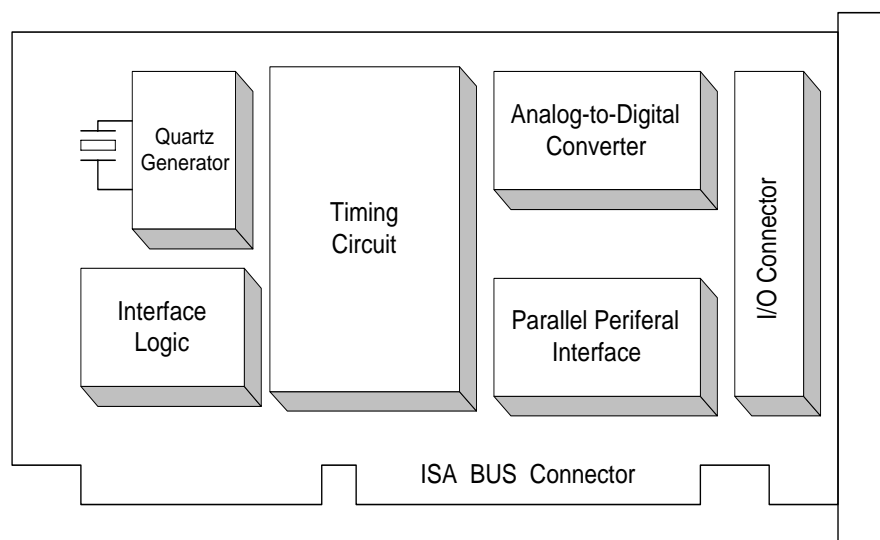 Quartz
Generator
Timing
Circuit
Analog-to-Digital
Converter
I/O Connector
Interface
Logic
Parallel Periferal
Interface
ISA BUS Connector